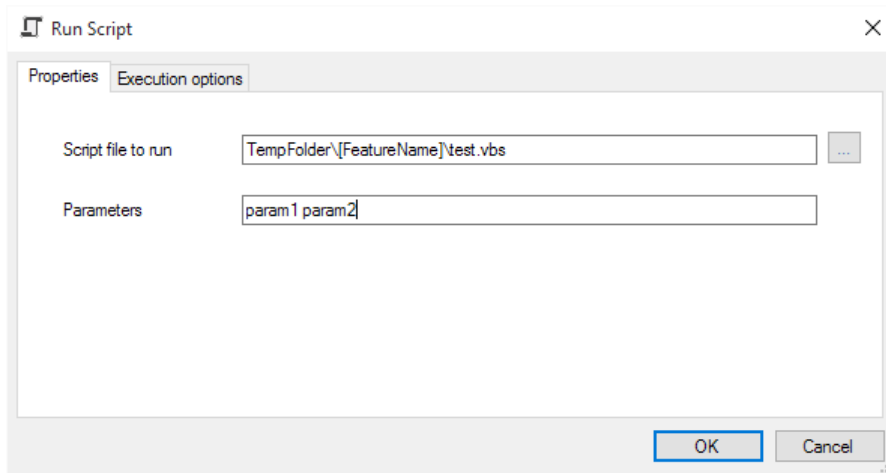 Run Script
Properties Execution options
Script file to run TempFolder\[FeatureName]\test.vbs ...
Parameters param1 param2
OK Cancel